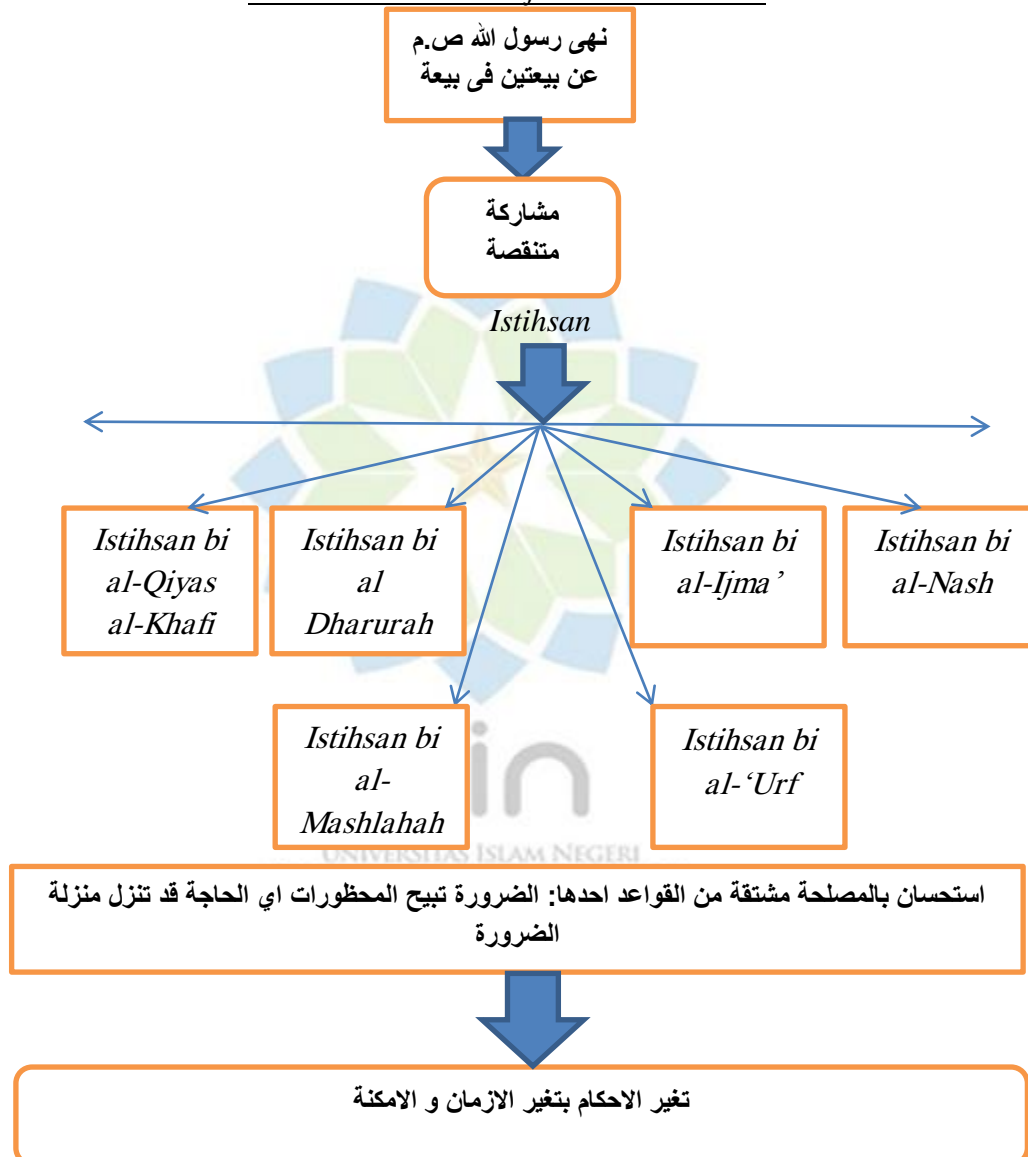 نهى رسول الله ص.م
عن بيعتين فى بيعة
مشاركة
متنقصة
Istihsan
Istihsan bi
al-Qiyas
al-Khafi
Istihsan bi
al
Dharurah
Istihsan bi
al-Ijma’
Istihsan bi
al-Nash
Istihsan bi
al-
Mashlahah
Istihsan bi
al-‘Urf
in
UNIVERSITAS ISLAM NEGERI
استحسان بالمصلحة مشتقة من القواعد احدها: الضرورة تبيح المحظورات اي الحاجة قد تنزل منزلة
الضرورة
تغير الاحكام بتغير الازمان و الامكنة